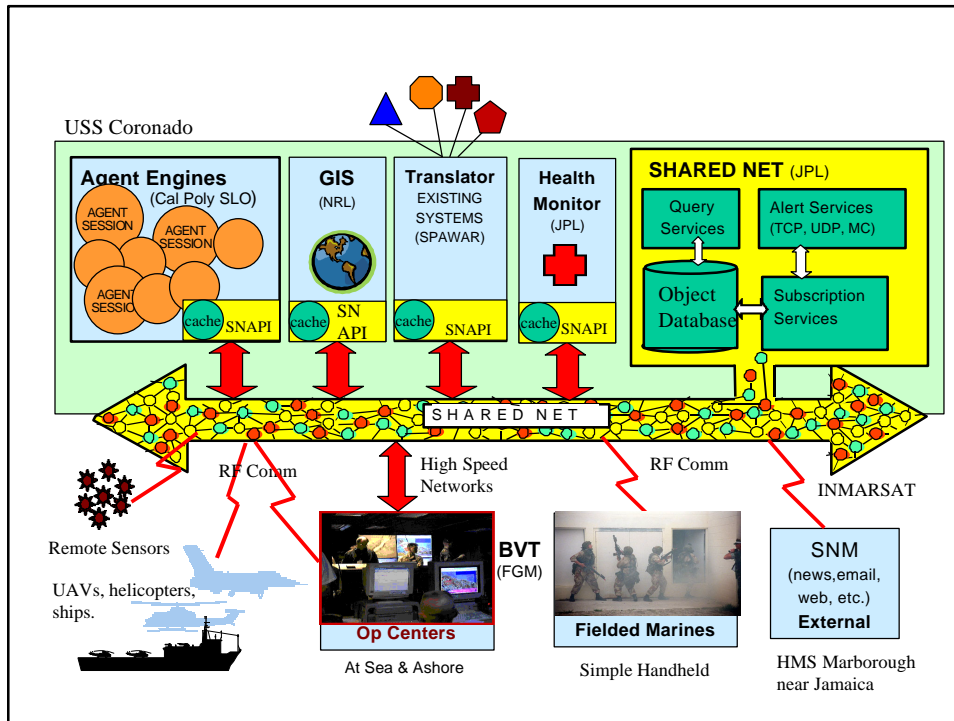 USS Coronado
Agent Engines
(Cal Poly SLO)
AGENT
SESSION
AGENT
SESSION
AGENT
SESSION
cache
SNAPI
GIS
(NRL)
cache
SN
API
Translator
EXISTING
SYSTEMS
(SPAWAR)
cache
SNAPI
Health
Monitor
(JPL)
cache
SNAPI
SHARED NET (JPL)
Query
Services
Alert Services
(TCP, UDP, MC)
Object
Database
Subscription
Services
SHARED NET
RF Comm
High Speed
Networks
RF Comm
INMARSAT
Remote Sensors
UAVs, helicopters,
ships.
BVT
(FGM)
Op Centers
At Sea & Ashore
Fielded Marines
Simple Handheld
SNM
(news,email,
web, etc.)
External
HMS Marborough
near Jamaica